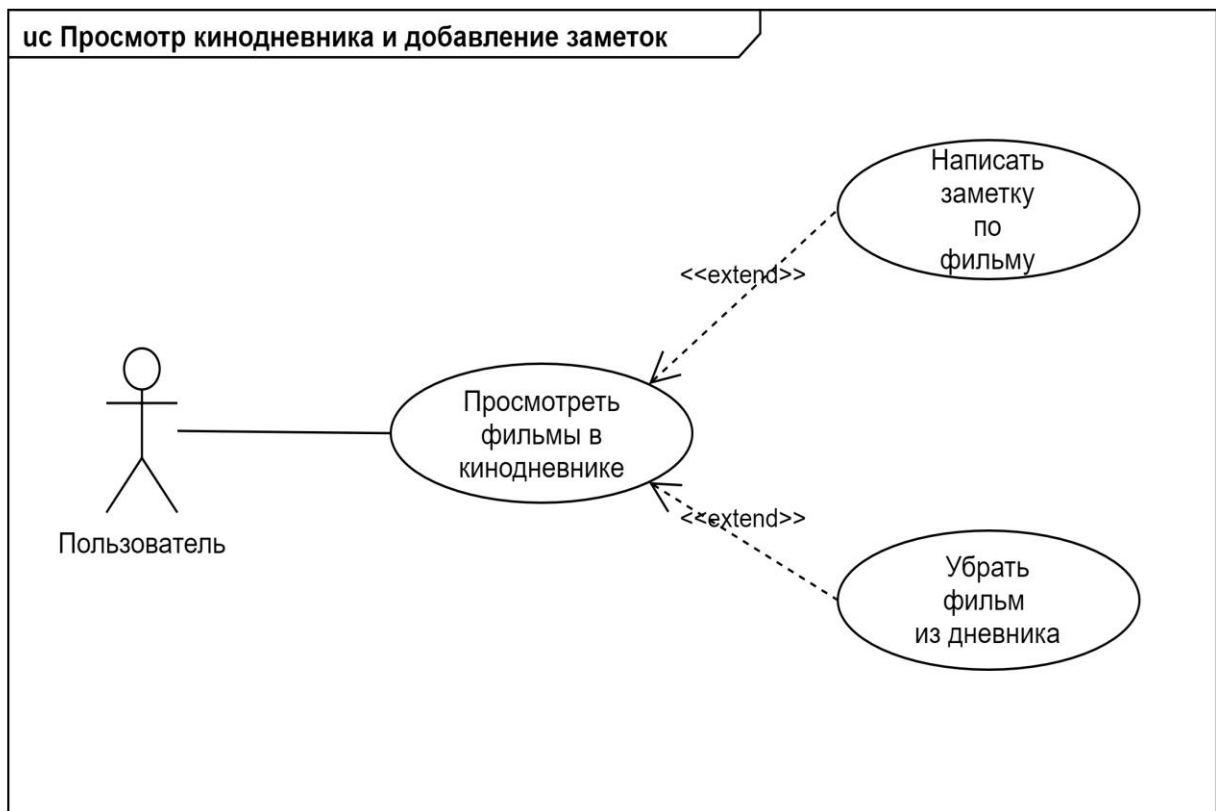 uc Просмотр кинодневника и добавление заметок
Написать
заметку
по
фильму
<<extend>>
Просмотреть
фильмы в
кинодневнике
<<extend>>
Пользователь
Убрать
фильм
из дневника